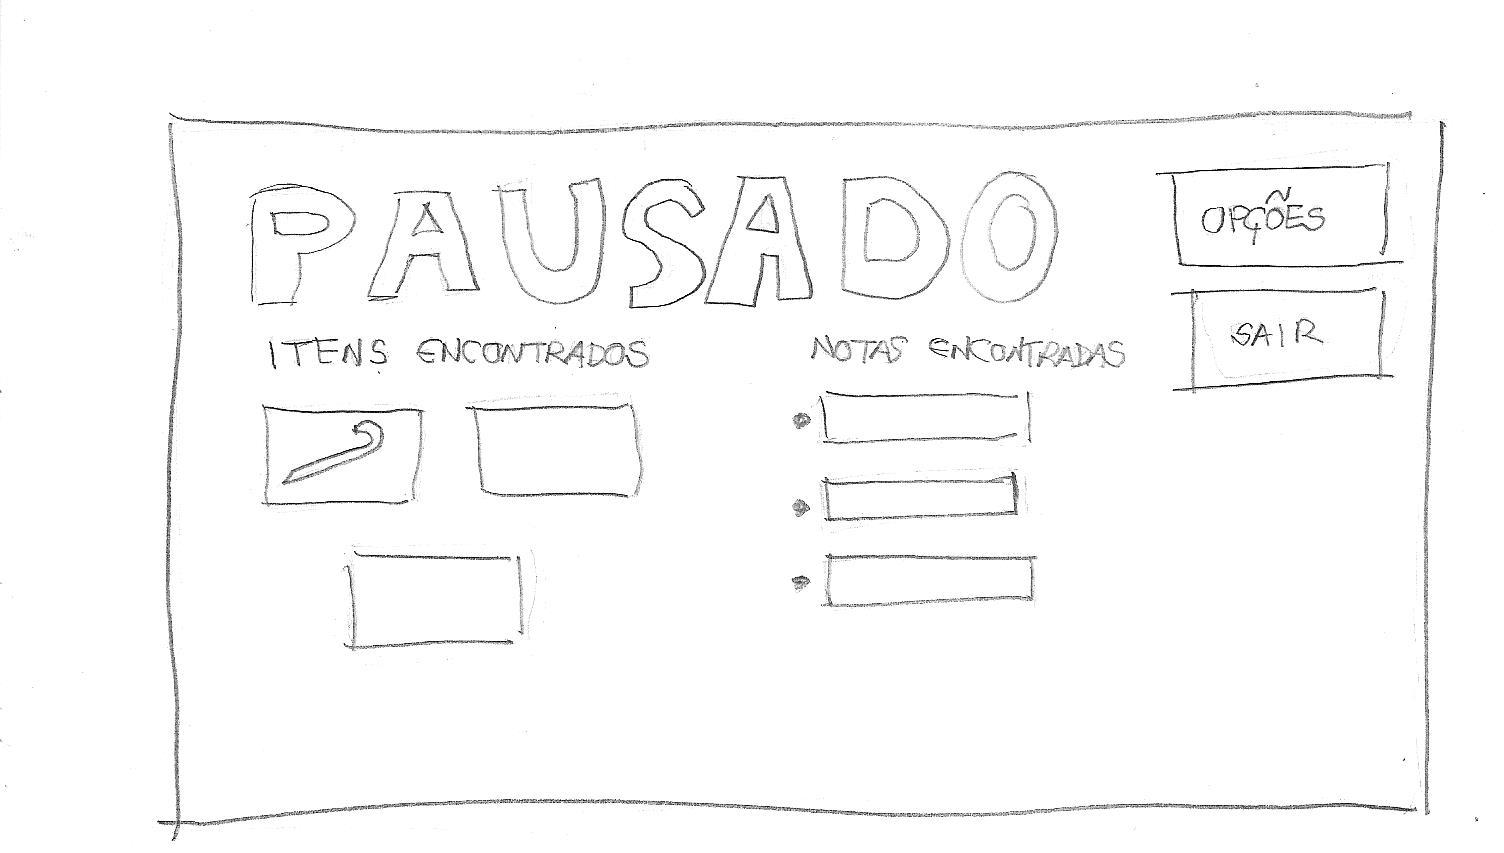 PAUSADO
OPÇÕES
SAIR
ITENS ENCONTRADOS
NOTAS ENCONTRADAS